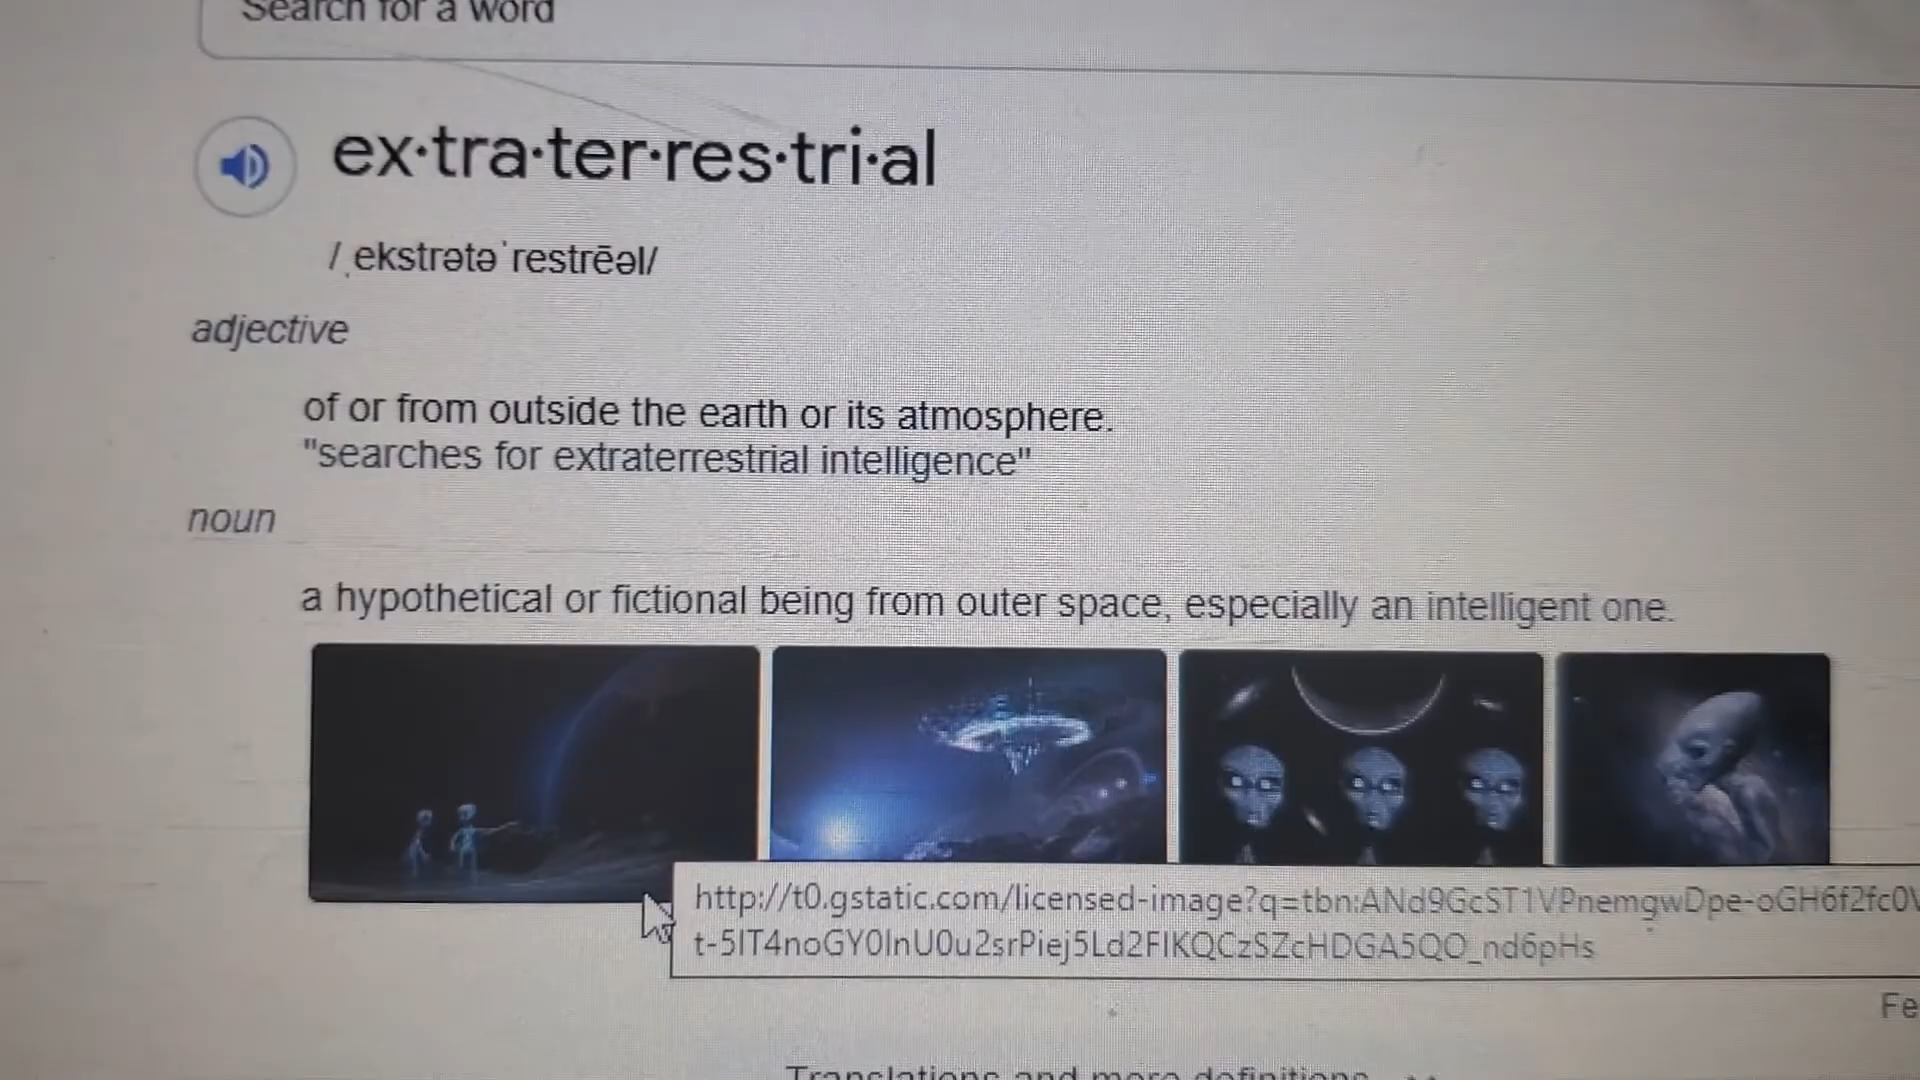 Search for a word
ex·tra·ter·res·tri·al
/ˌekstrətəˈrestrēəl/
adjective
of or from outside the earth or its atmosphere.
"searches for extraterrestrial intelligence"
noun
a hypothetical or fictional being from outer space, especially an intelligent one.
http://t0.gstatic.com/licensed-image?q=tbn:ANd9GcST1VPnemgwDpe-oGH6f2fc0V
t-5IT4noGY0lnU0u2srPiej5Ld2FIKQCzSZcHDGA5QO_nd6pHs
Fe
Translations and more definitions